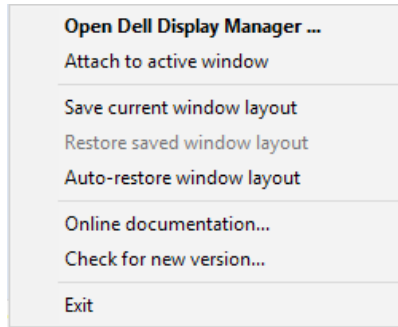 Open Dell Display Manager ...
Attach to active window
Save current window layout
Restore saved window layout
Auto-restore window layout
Online documentation...
Check for new version...
Exit